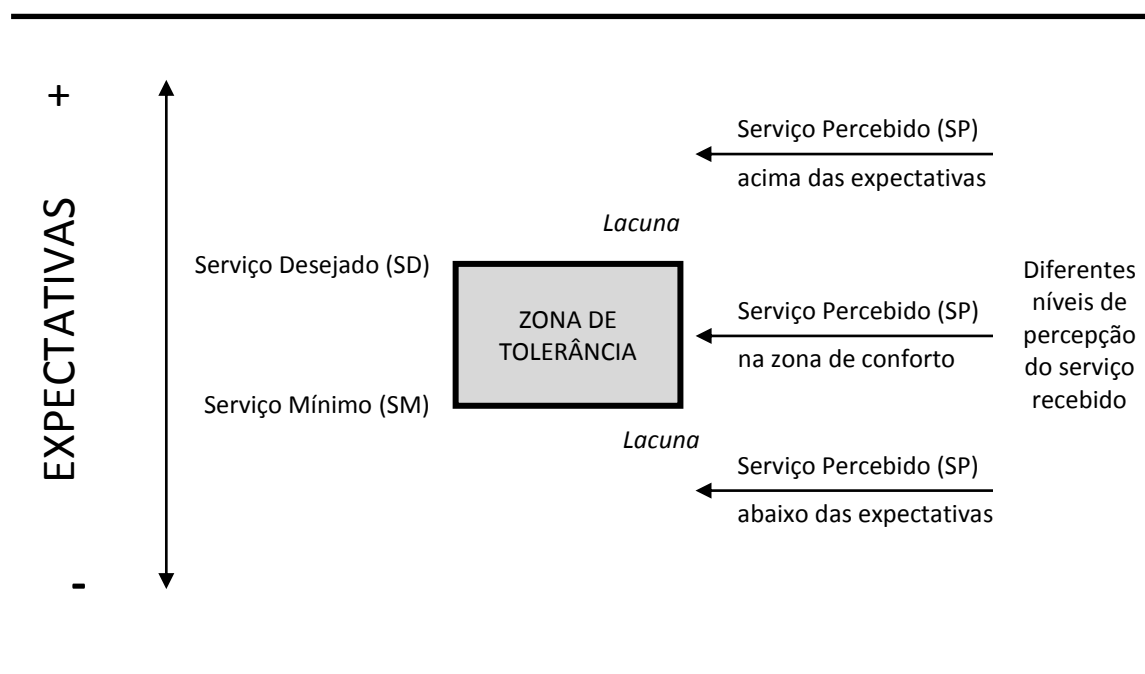 +
EXPECTATIVAS
-
Serviço Percebido (SP)
acima das expectativas
Lacuna
Serviço Desejado (SD)
ZONA DE
TOLERÂNCIA
Serviço Percebido (SP)
na zona de conforto
Diferentes
níveis de
percepção
do serviço
recebido
Serviço Mínimo (SM)
Lacuna
Serviço Percebido (SP)
abaixo das expectativas